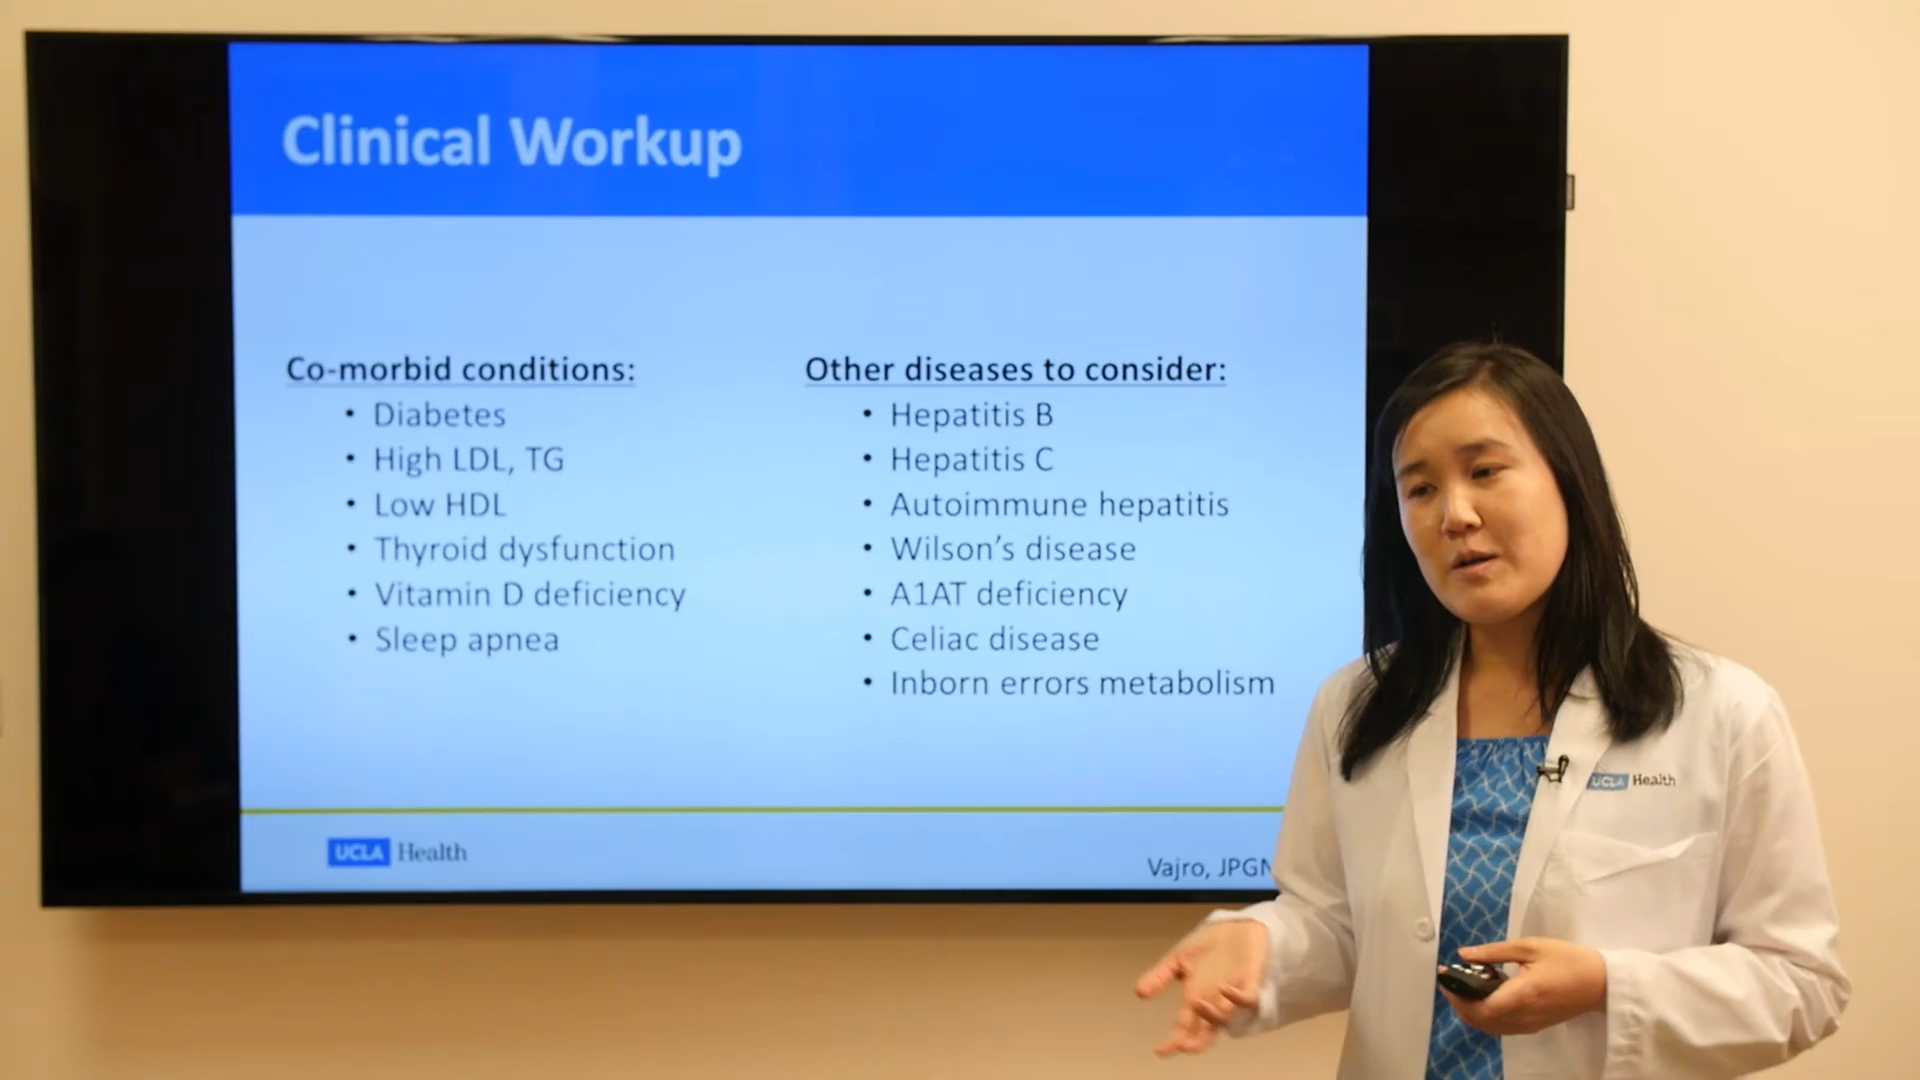 Clinical Workup
Co-morbid conditions:
• Diabetes
• High LDL, TG
• Low HDL
• Thyroid dysfunction
• Vitamin D deficiency
• Sleep apnea
Other diseases to consider:
• Hepatitis B
• Hepatitis C
• Autoimmune hepatitis
• Wilson’s disease
• A1AT deficiency
• Celiac disease
• Inborn errors metabolism
UCLA Health
Vajro, JPGN
UCLA Health